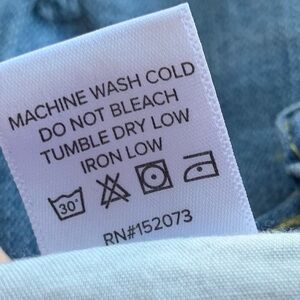 MACHINE WASH COLD
DO NOT BLEACH
TUMBLE DRY LOW
IRON LOW
30°
RN#152073